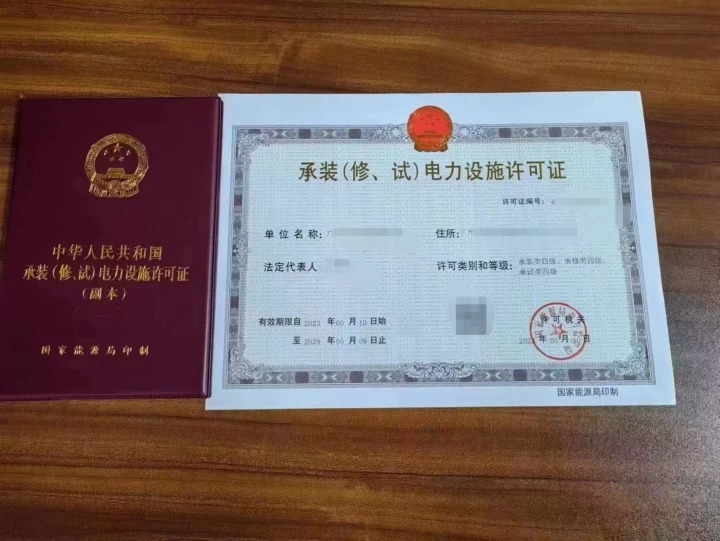 中华人民共和国
承装(修、试)电力设施许可证
(副本)
国家能源局印制
承装(修、试)电力设施许可证
许可证编号:
单位名称:
住所:
法定代表人
许可类别和等级:
承装类四级、承修类四级、
承试类四级
有效期限自2023 年05 月10日始
至2029 年05 月09日止
许可机关
年05 月 日
国家能源局印制